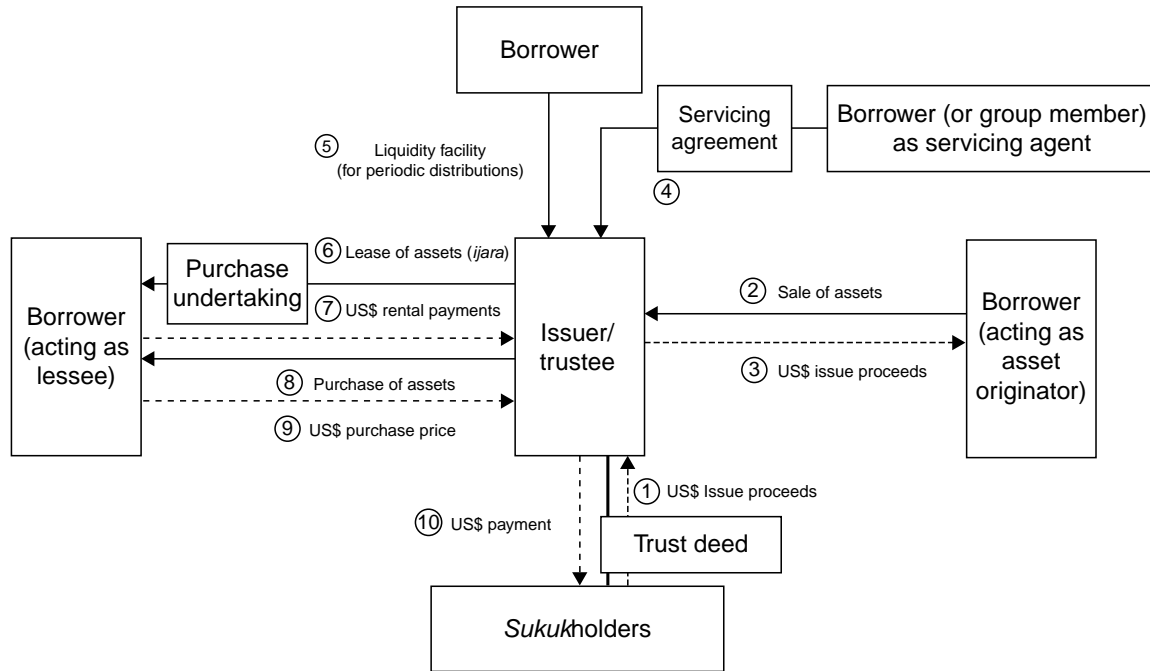 Borrower
Servicing
agreement
Borrower (or group member)
as servicing agent
5
Liquidity facility
(for periodic distributions)
4
6 Lease of assets (ijara)
Purchase
undertaking
7 US$ rental payments
Borrower
(acting as
lessee)
8 Purchase of assets
9 US$ purchase price
Issuer/
trustee
2 Sale of assets
3 US$ issue proceeds
Borrower
(acting as
asset
originator)
1 US$ Issue proceeds
10 US$ payment
Trust deed
Sukukholders